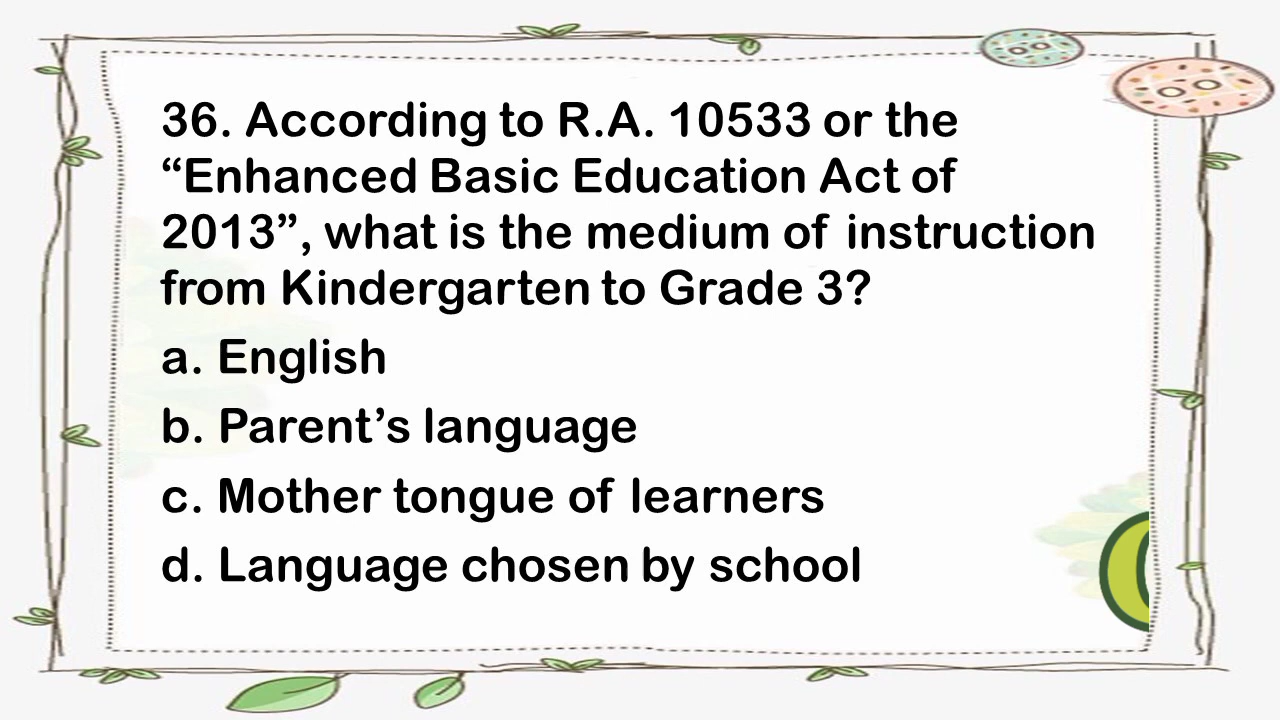 36. According to R.A. 10533 or the
“Enhanced Basic Education Act of
2013”, what is the medium of instruction
from Kindergarten to Grade 3?
a. English
b. Parent’s language
c. Mother tongue of learners
d. Language chosen by school